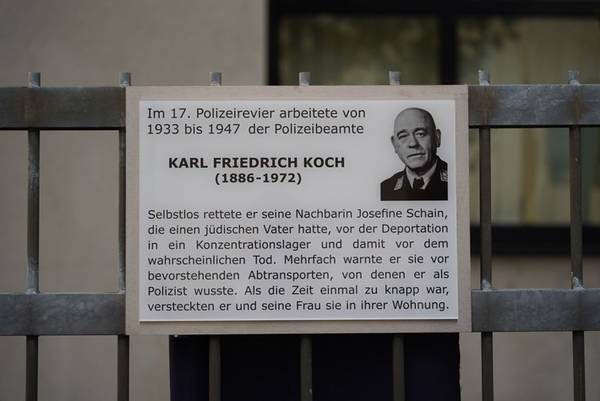 Im 17. Polizeirevier arbeitete von
1933 bis 1947 der Polizeibeamte
KARL FRIEDRICH KOCH
(1886-1972)
Selbstlos rettete er seine Nachbarin Josefine Schain,
die einen jüdischen Vater hatte, vor der Deportation
in ein Konzentrationslager und damit vor dem
wahrscheinlichen Tod. Mehrfach warnte er sie vor
bevorstehenden Abtransporten, von denen er als
Polizist wusste. Als die Zeit einmal zu knapp war,
versteckten er und seine Frau sie in ihrer Wohnung.